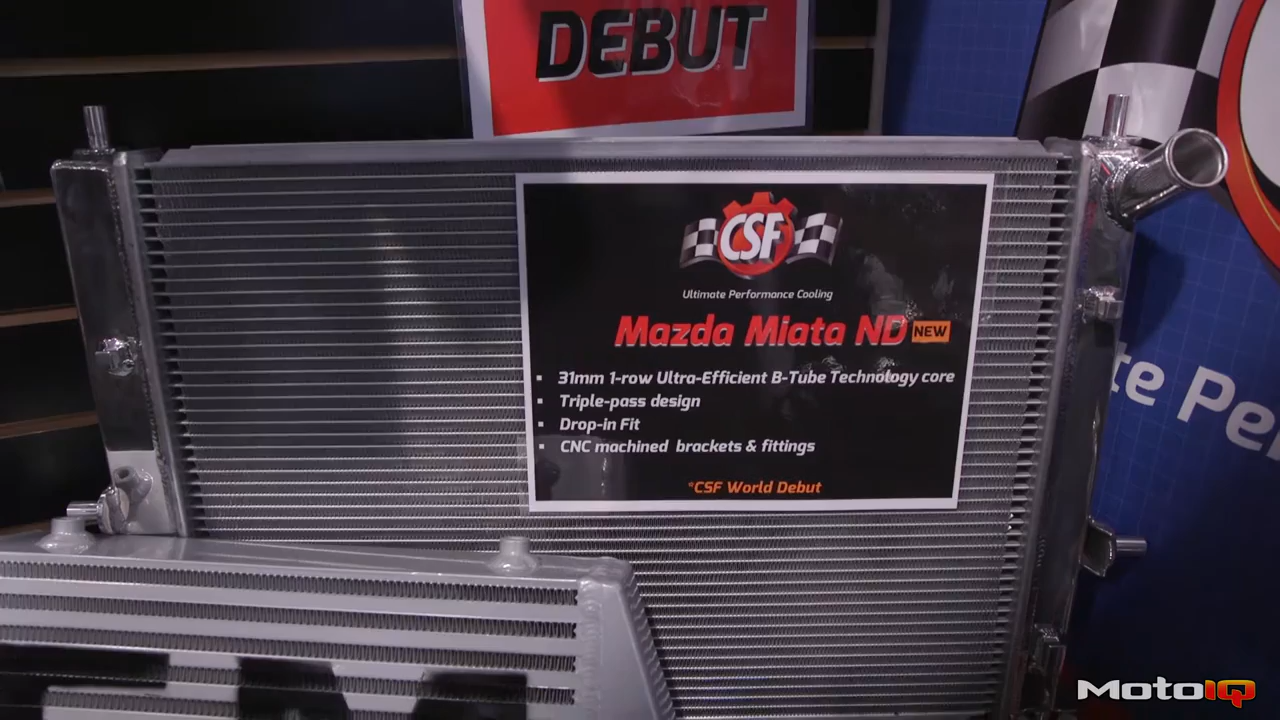 DEBUT
CSF
Ultimate Performance Cooling
Mazda Miata ND NEW
▪ 31mm 1-row Ultra-Efficient B-Tube Technology core
▪ Triple-pass design
▪ Drop-in Fit
▪ CNC machined brackets & fittings
*CSF World Debut
te Pe
MotoIQ